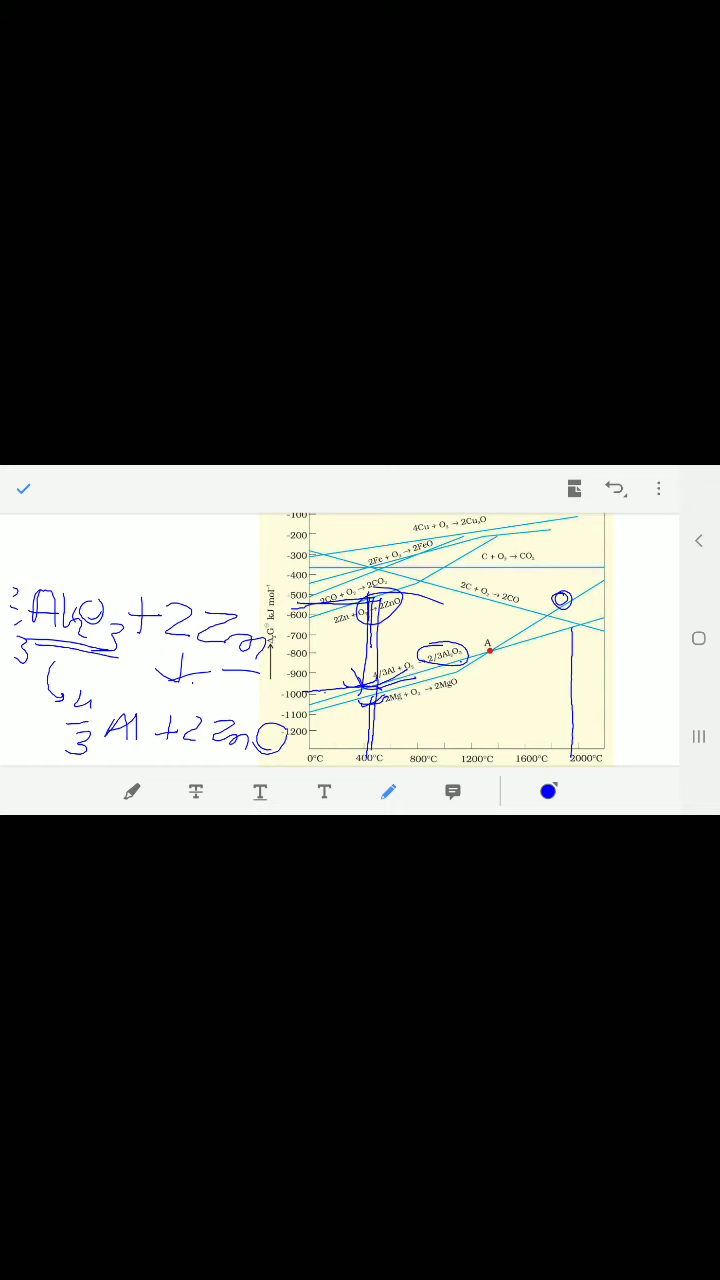 -100
4Cu + O₂ → 2Cu₂O
-200
2Fe + O₂ → 2FeO
-300
C + O₂ → CO₂
-400
2CO + O₂ → 2CO₂
2C + O₂ → 2CO
-500
2Zn + O₂ → 2ZnO
-600
-700
A
-800
4/3Al + O₂ → 2/3Al₂O₃
-900
2Mg + O₂ → 2MgO
-1000
-1100
-1200
0°C 400°C 800°C 1200°C 1600°C 2000°C
ΔG⊖ kJ mol⁻¹
2/3 Al₂O₃ + 2Zn
4/3 Al + 2ZnO
T T T